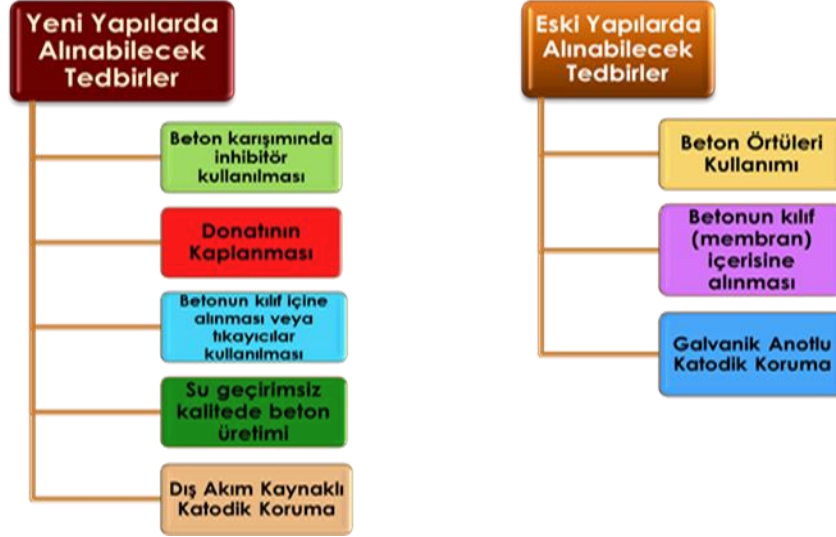 Yeni Yapılarda
Alınabilecek
Tedbirler
Beton karışımında
inhibitör
kullanılması
Donatının
Kaplanması
Betonun kılıf içine
alınması veya
tıkayıcılar
kullanılması
Su geçirimsiz
kalitede beton
üretimi
Dış Akım Kaynaklı
Katodik Koruma
Eski Yapılarda
Alınabilecek
Tedbirler
Beton Örtüleri
Kullanımı
Betonun kılıf
(membran)
içerisine
alınması
Galvanik Anotlu
Katodik Koruma